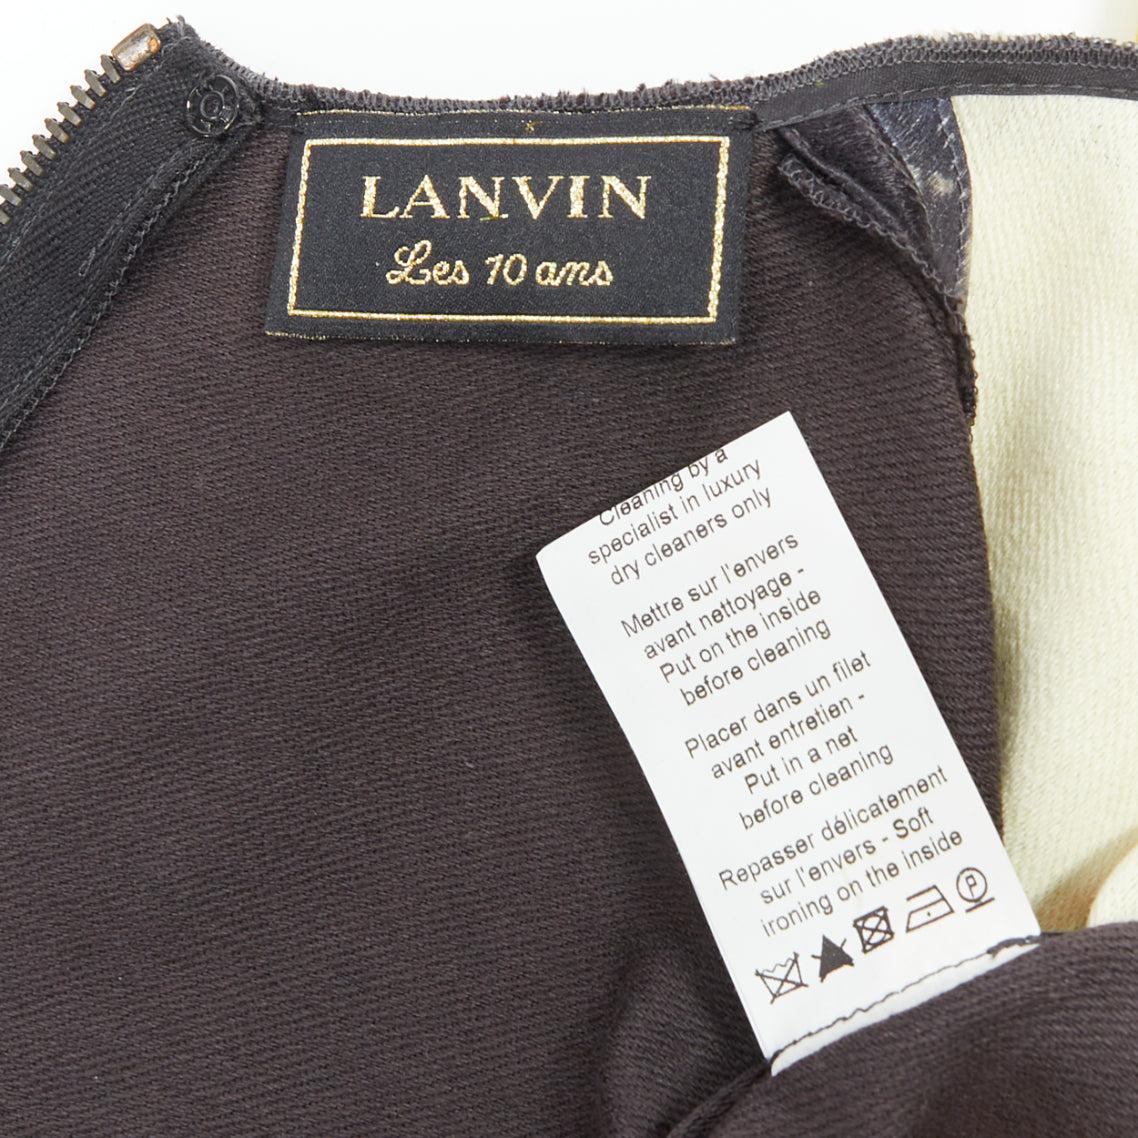 LANVIN
Les 10 ans
Cleaning by a
specialist in luxury
dry cleaners only
Mettre sur l'envers
avant nettoyage -
Put on the inside
before cleaning
Placer dans un filet
avant entretien -
Put in a net
before cleaning
Repasser délicatement
sur l'envers - Soft
ironing on the inside
P